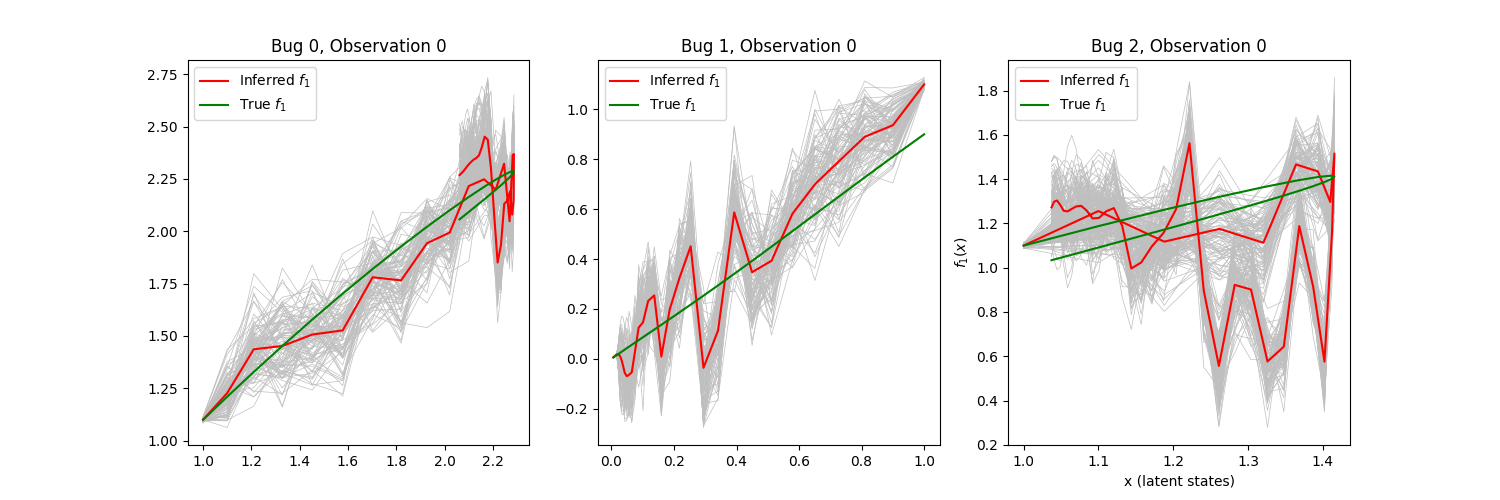 Bug 0, Observation 0
Inferred f₁
True f₁
2.75
2.50
2.25
2.00
1.75
1.50
1.25
1.00
1.0 1.2 1.4 1.6 1.8 2.0 2.2
Bug 1, Observation 0
Inferred f₁
True f₁
1.0
0.8
0.6
0.4
0.2
0.0
−0.2
0.0 0.2 0.4 0.6 0.8 1.0
Bug 2, Observation 0
Inferred f₁
True f₁
f₁(x)
1.8
1.6
1.4
1.2
1.0
0.8
0.6
0.4
0.2
1.0 1.1 1.2 1.3 1.4
x (latent states)